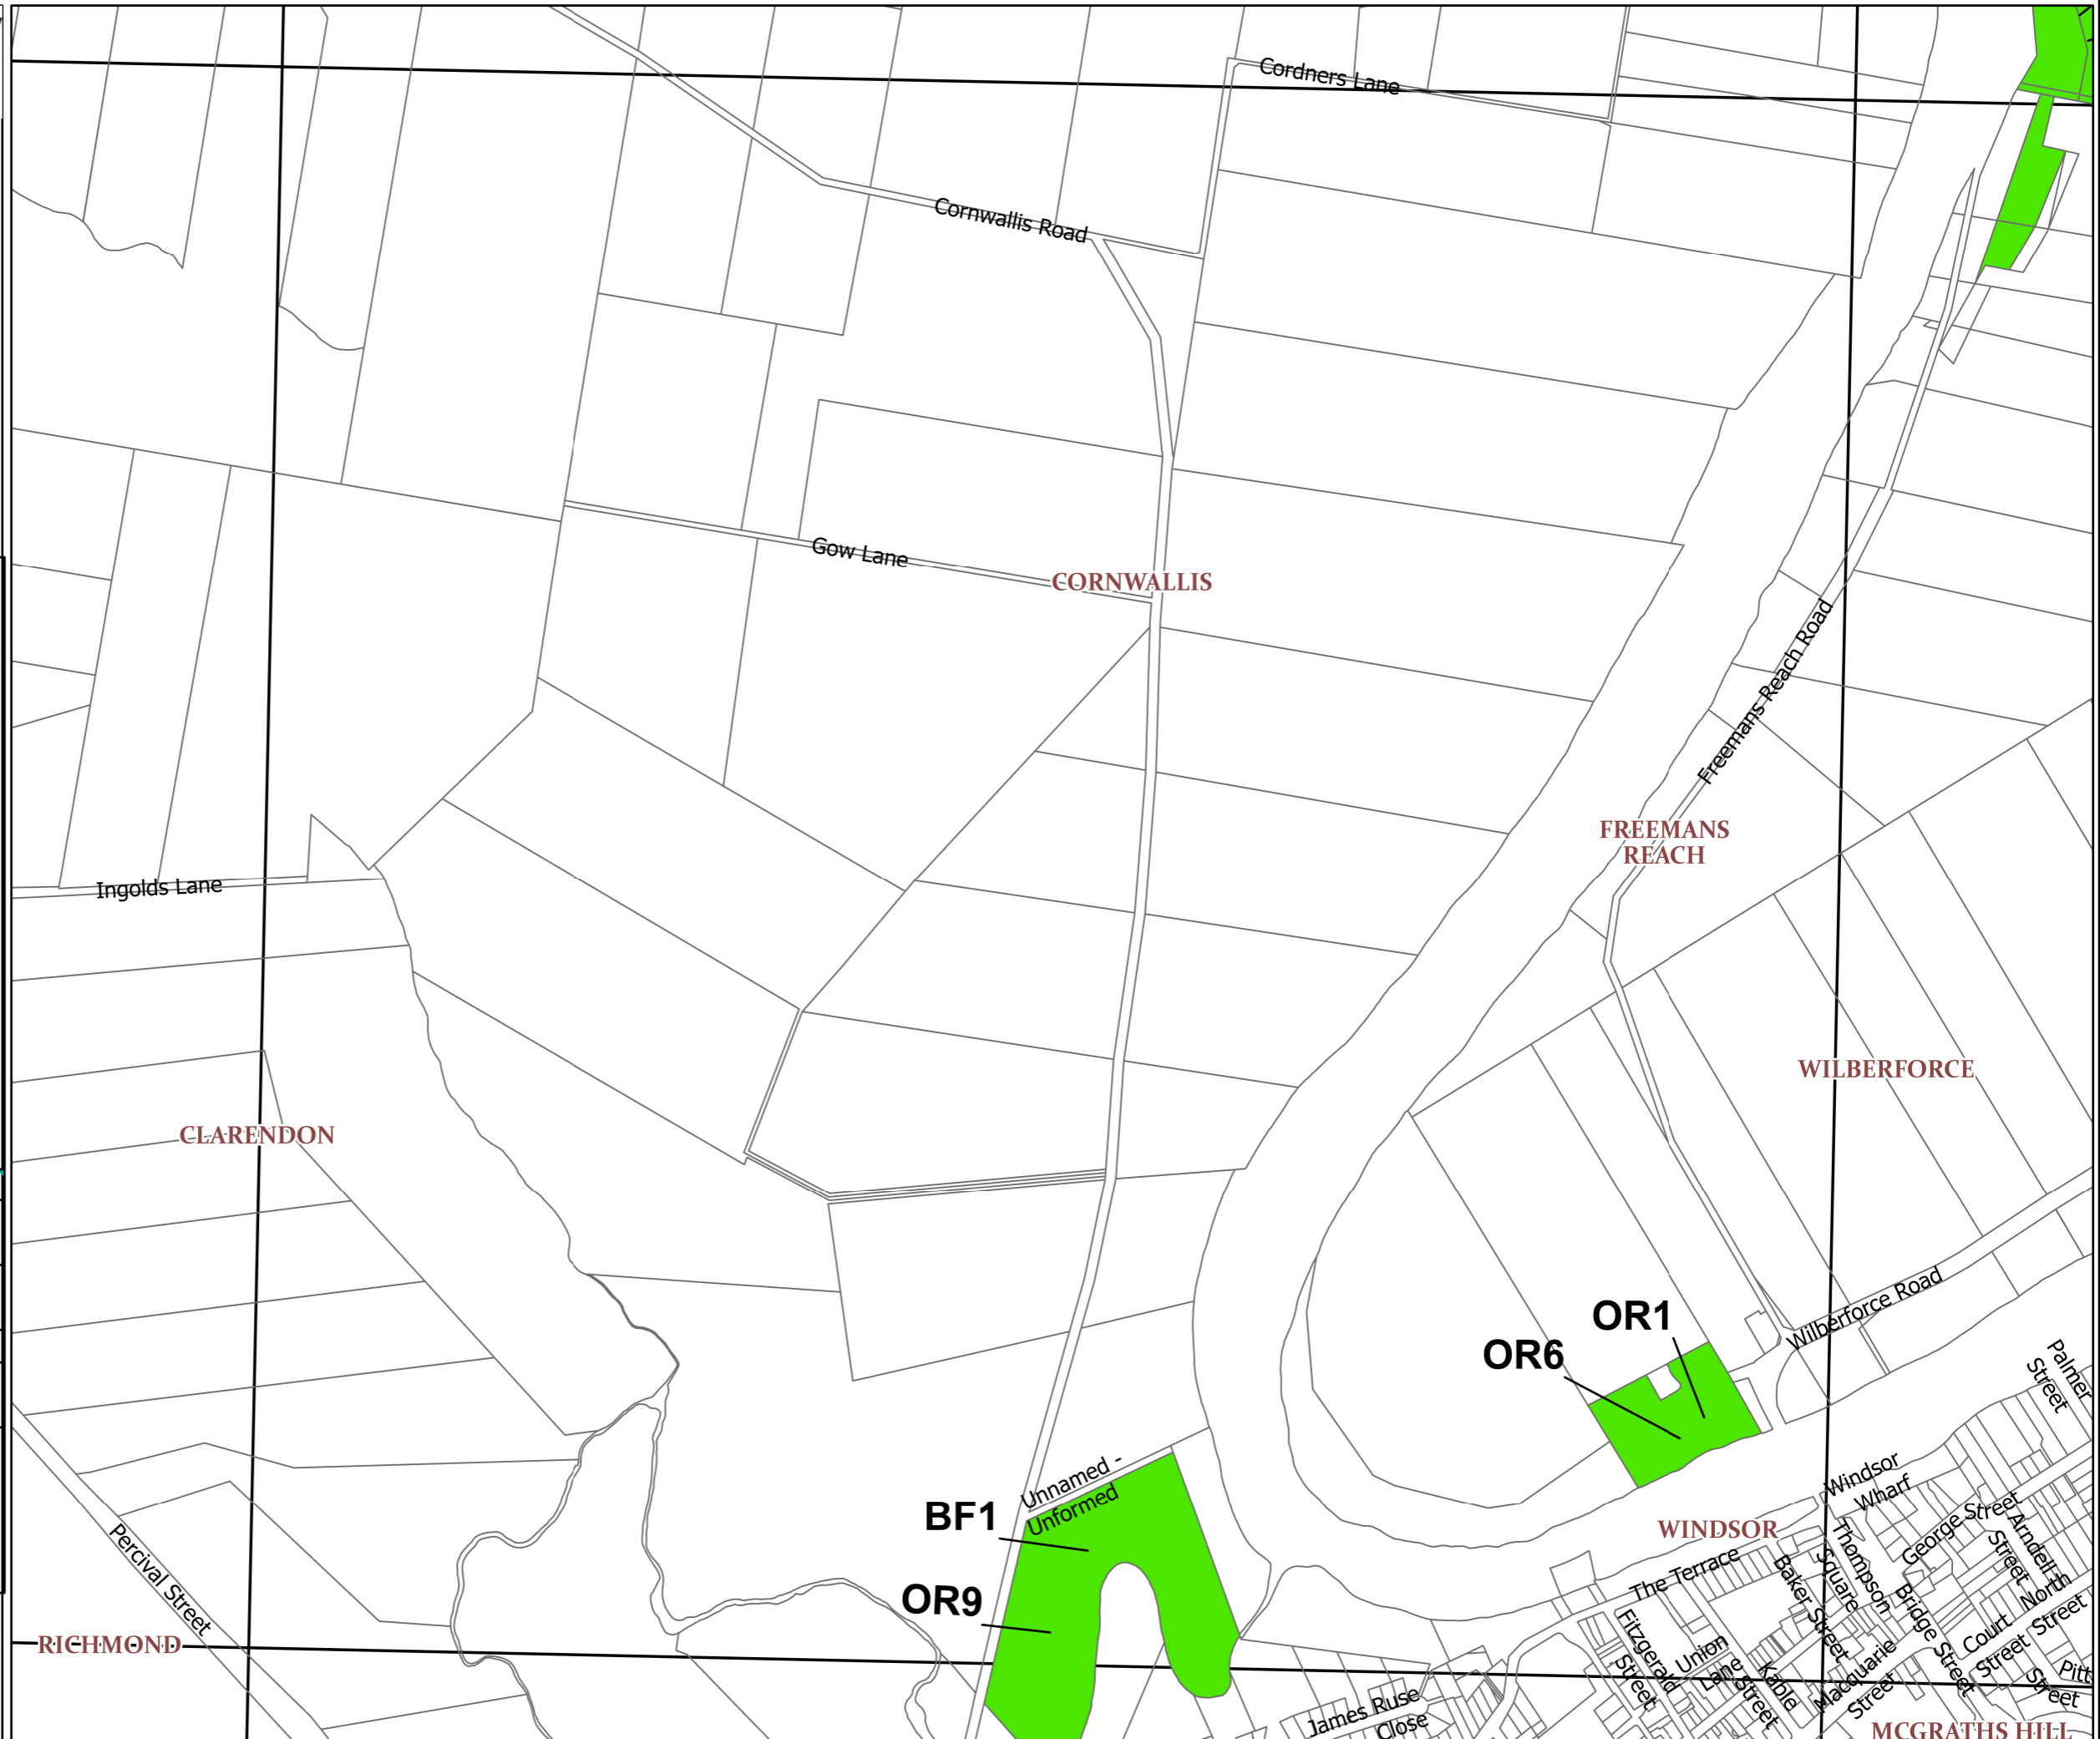 Cordners Lane
Cornwallis Road
Gow Lane
CORNWALLIS
Freemans Reach Road
FREEMANS
REACH
Ingolds Lane
WILBERFORCE
CLARENDON
Wilberforce Road
OR1
OR6
Palmer
Street
Unnamed -
Unformed
BF1
OR9
Percival Street
RICHMOND
WINDSOR
Windsor
Wharf
George Street
The Terrace
Thompson
Square
Baker Street
Arndell
Street
North
Street
Bridge Street
Court
Street
Fitzgerald
Street
Union
Lane
Kable
Street
Macquarie
Street
Pitt
Street
James Ruse
Close
MCGRATHS HILL